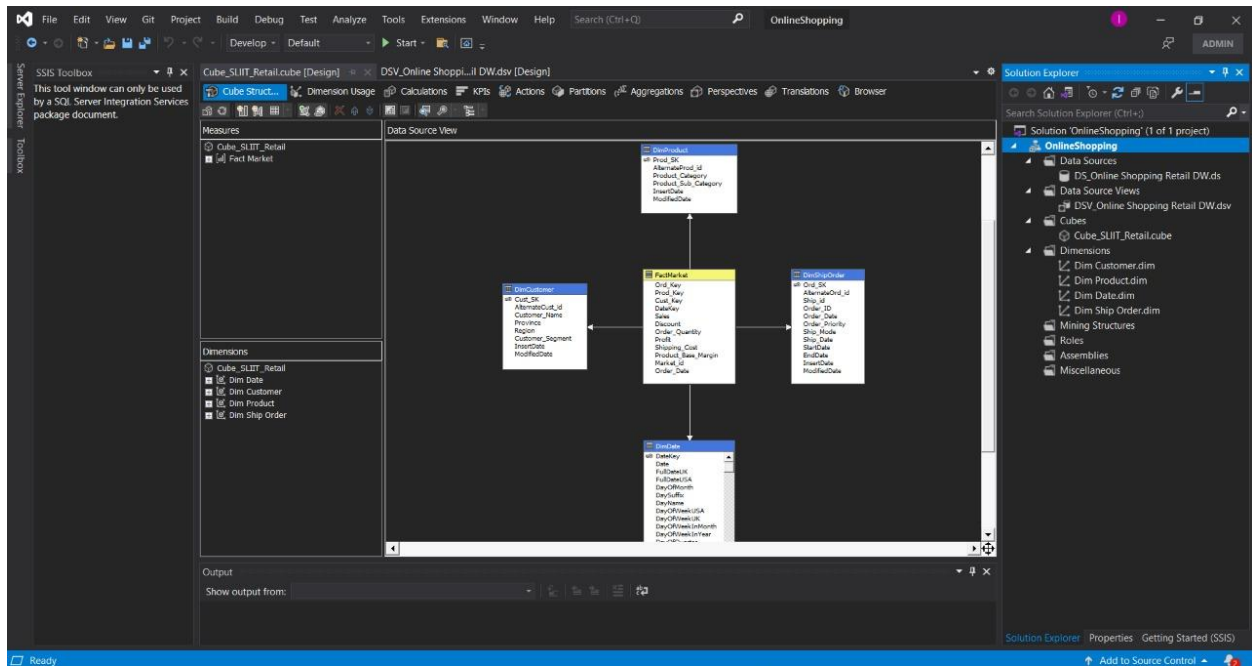 File Edit View Git Project Build Debug Test Analyze Tools Extensions Window Help Search (Ctrl+Q) OnlineShopping
Develop Default Start ADMIN
Server Explorer
Toolbox
SSIS Toolbox
This tool window can only be used
by a SQL Server Integration Services
package document.
Cube_SLIIT_Retail.cube [Design] DSV_Online Shoppi...il DW.dsv [Design]
Cube Struct... Dimension Usage Calculations KPIs Actions Partitions Aggregations Perspectives Translations Browser
Measures
Cube_SLIIT_Retail
Fact Market
Dimensions
Cube_SLIIT_Retail
Dim Date
Dim Customer
Dim Product
Dim Ship Order
Data Source View
DimProduct
Prod_SK
AlternateProd_id
Product_Category
Product_Sub_Category
InsertDate
ModifiedDate
DimCustomer
Cust_SK
AlternateCust_id
Customer_Name
Province
Region
Customer_Segment
InsertDate
ModifiedDate
FactMarket
Ord_Key
Prod_Key
Cust_Key
DateKey
Sales
Discount
Order_Quantity
Profit
Shipping_Cost
Product_Base_Margin
Market_id
Order_Date
DimShipOrder
Ord_SK
AlternateOrd_id
Ship_id
Order_ID
Order_Date
Order_Priority
Ship_Mode
Ship_Date
StartDate
EndDate
InsertDate
ModifiedDate
DimDate
DateKey
Date
FullDateUK
FullDateUSA
DayOfMonth
DaySuffix
DayName
DayOfWeekUSA
DayOfWeekUK
DayOfWeekInMonth
DayOfWeekInYear
Output
Show output from:
Solution Explorer
Search Solution Explorer (Ctrl+;)
Solution 'OnlineShopping' (1 of 1 project)
OnlineShopping
Data Sources
DS_Online Shopping Retail DW.ds
Data Source Views
DSV_Online Shopping Retail DW.dsv
Cubes
Cube_SLIIT_Retail.cube
Dimensions
Dim Customer.dim
Dim Product.dim
Dim Date.dim
Dim Ship Order.dim
Mining Structures
Roles
Assemblies
Miscellaneous
Solution Explorer Properties Getting Started (SSIS)
Ready Add to Source Control 2